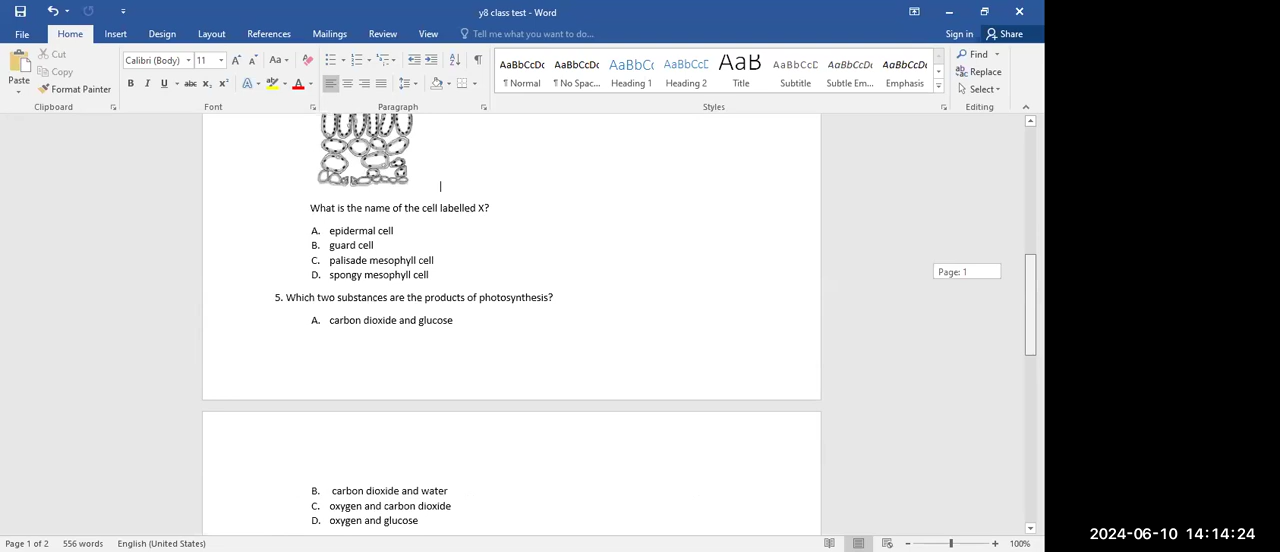 y8 class test - Word
File Home Insert Design Layout References Mailings Review View Tell me what you want to do... Sign in Share
Paste Cut Copy Format Painter Clipboard
Calibri (Body) 11 Font
Paragraph
AaBbCcDc AaBbCcDc AaBbCc AaBbCcD AaB AaBbCcD AaBbCcDc AaBbCcDc
¶ Normal ¶ No Spac... Heading 1 Heading 2 Title Subtitle Subtle Em... Emphasis Styles
Find Replace Select Editing
What is the name of the cell labelled X?
A. epidermal cell
B. guard cell
C. palisade mesophyll cell
D. spongy mesophyll cell
Page: 1
5. Which two substances are the products of photosynthesis?
A. carbon dioxide and glucose
B. carbon dioxide and water
C. oxygen and carbon dioxide
D. oxygen and glucose
Page 1 of 2 556 words English (United States) 100%
2024-06-10 14:14:24